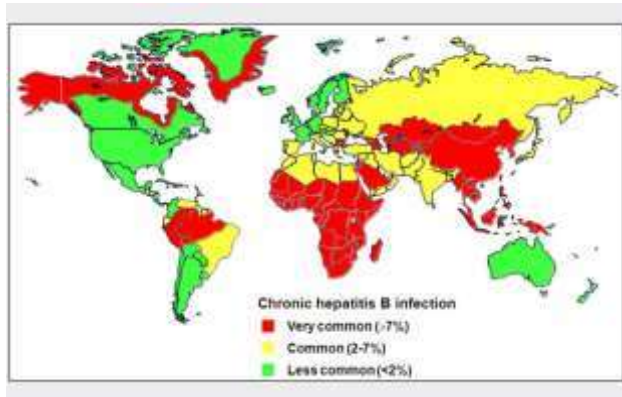 Chronic hepatitis B infection
Very common (>7%)
Common (2-7%)
Less common (<2%)